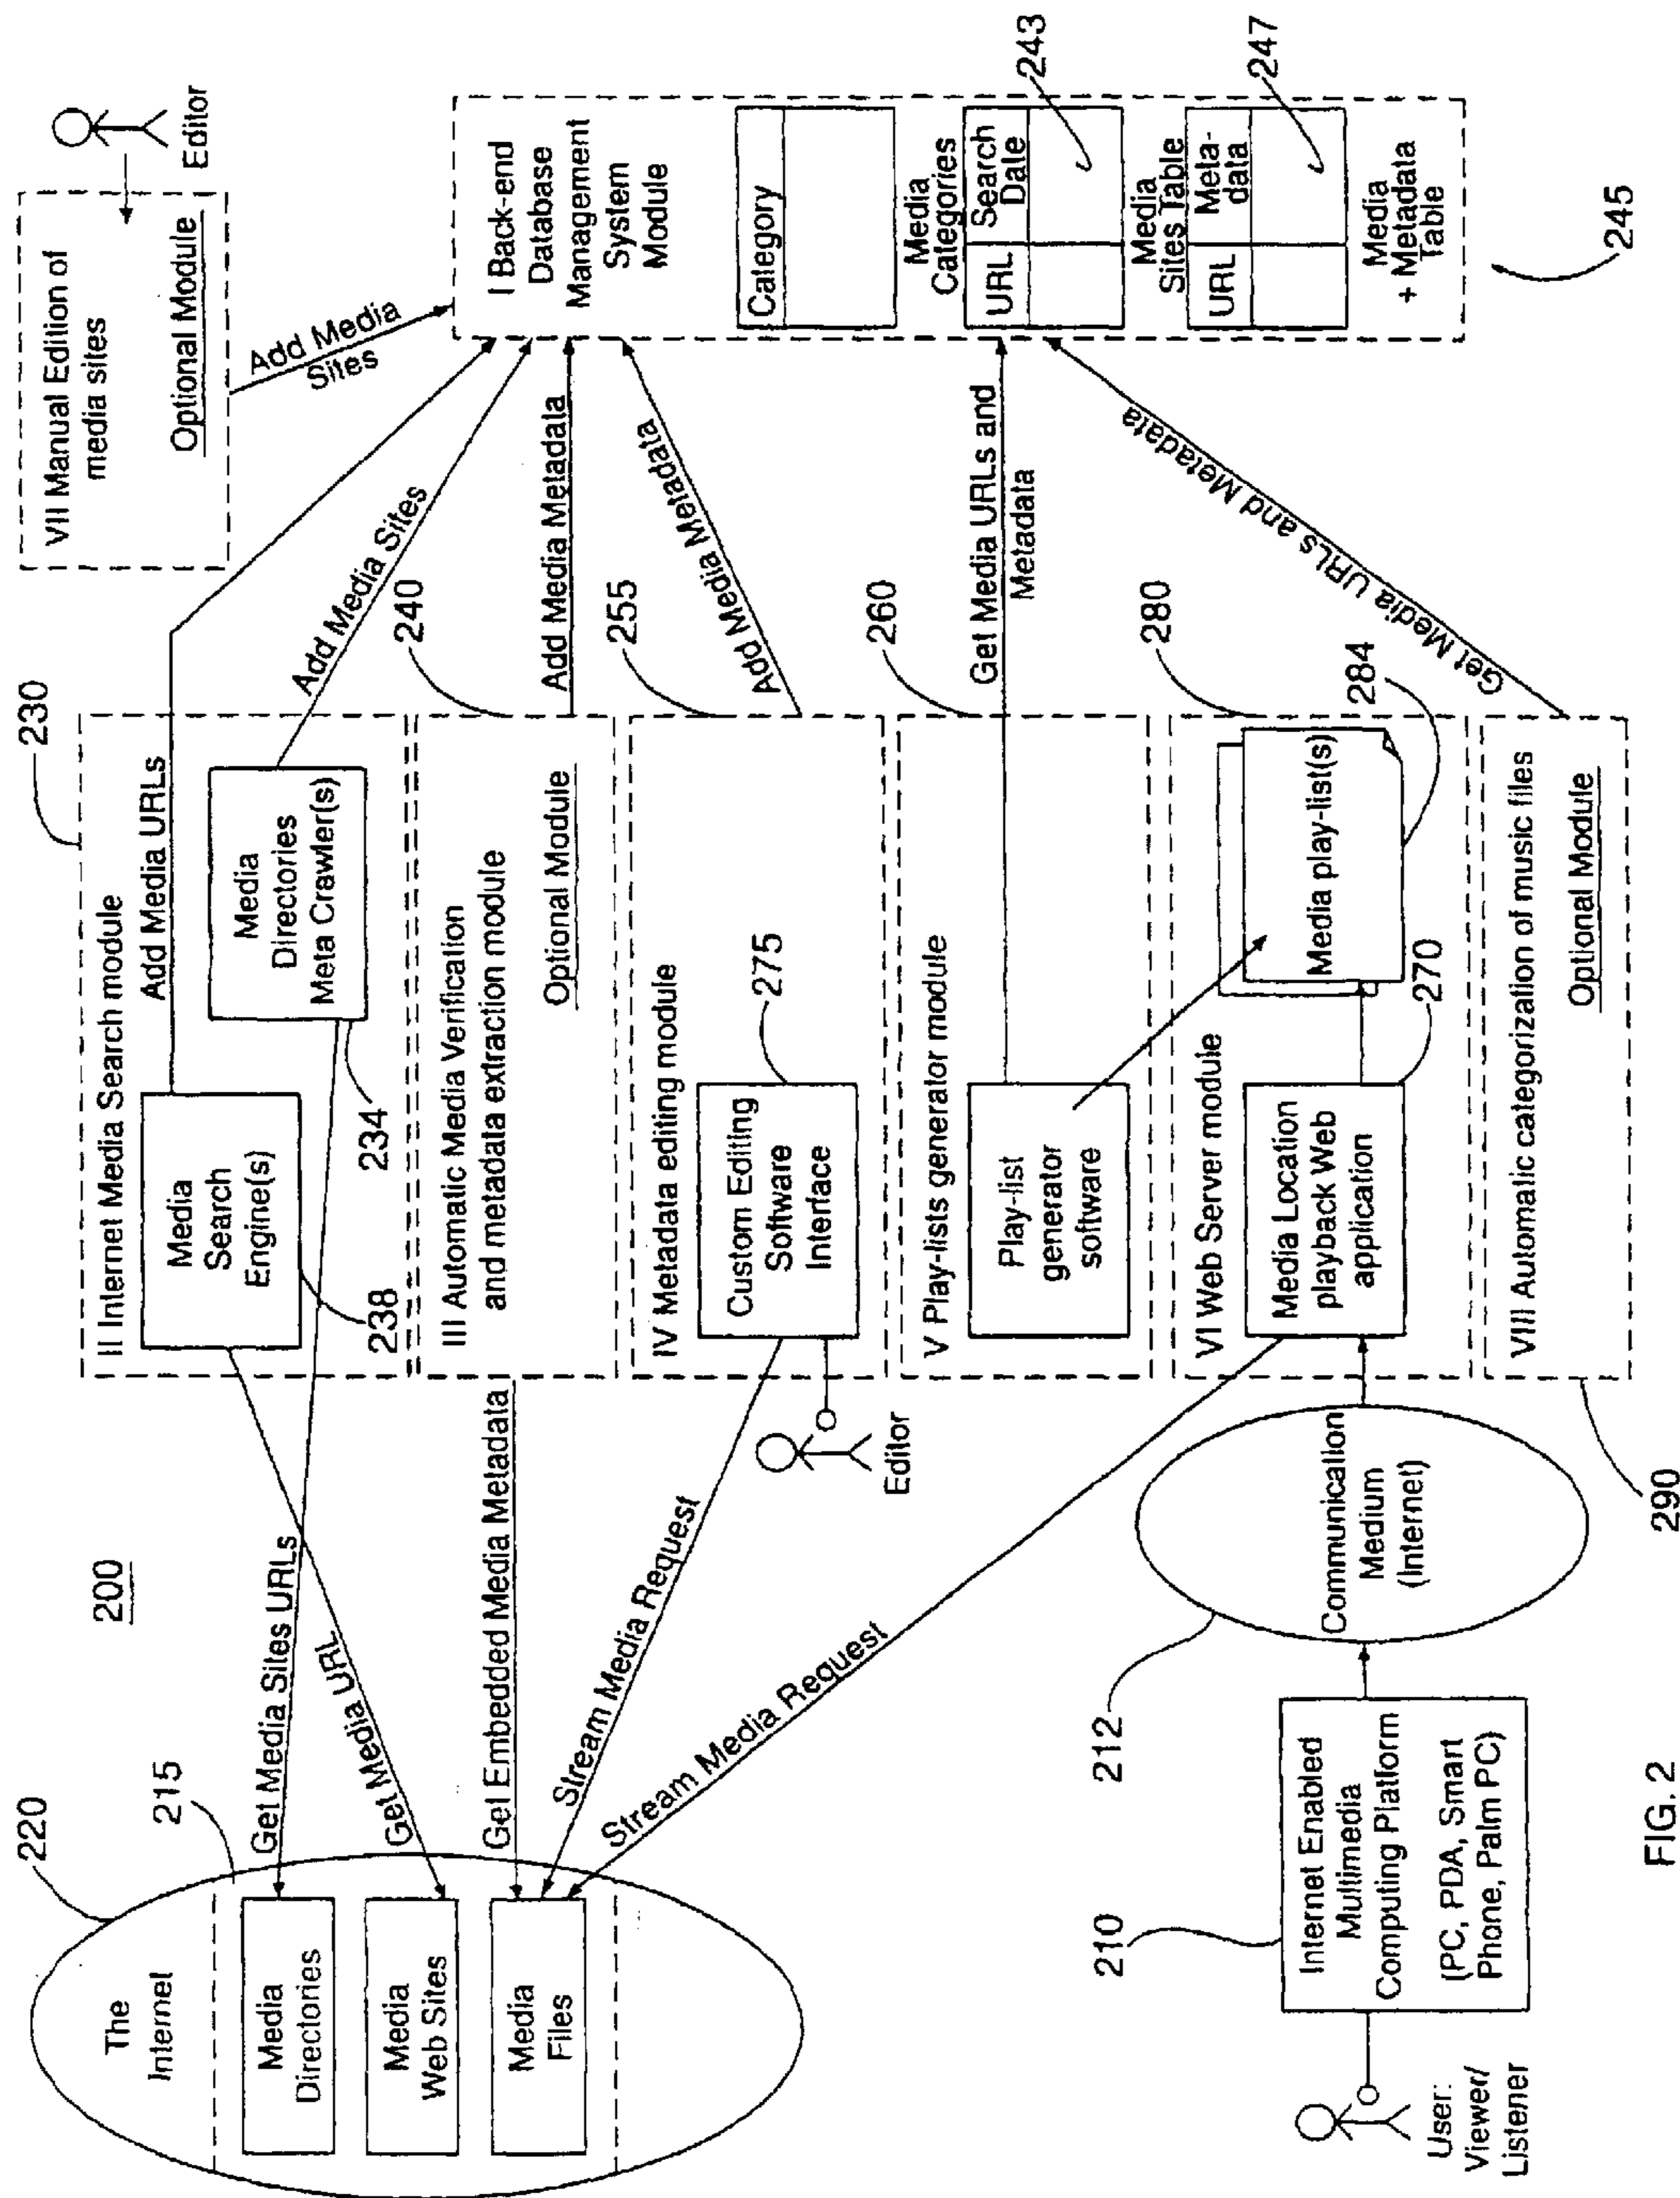 200
220
The
Internet
215
Media
Directories
Media
Web Sites
Media
Files
Get Media Sites URLs
Get Media URL
Get Embedded Media Metadata
Stream Media Request
Stream Media Request
230
II Internet Media Search module
Media
Search
Engine(s)
238
Add Media URLs
Media
Directories
Meta Crawler(s)
234
Add Media Sites
240
III Automatic Media Verification
and metadata extraction module
Optional Module
Add Media Metadata
255
IV Metadata editing module
Custom Editing
Software
Interface
275
Editor
Add Media Metadata
260
V Play-lists generator module
Play-list
generator
software
Get Media URLs and
Metadata
280
VI Web Server module
Media Location
playback Web
application
270
Media play-list(s)
284
Get Media URLs and Metadata
VIII Automatic categorization of music files
Optional Module
290
VII Manual Edition of
media sites
Optional Module
Editor
Add Media
Sites
I Back-end
Database
Management
System
Module
Category
Media
Categories
URL
Search
Date
243
Media
Sites Table
URL
Meta-
data
247
Media
+ Metadata
Table
245
210
Internet Enabled
Multimedia
Computing Platform
(PC, PDA, Smart
Phone, Palm PC)
User:
Viewer/
Listener
212
Communication
Medium
(Internet)
FIG. 2